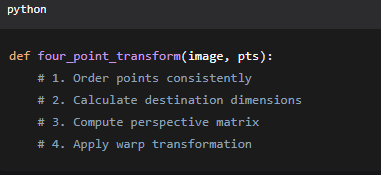 python
def four_point_transform(image, pts):
# 1. Order points consistently
# 2. Calculate destination dimensions
# 3. Compute perspective matrix
# 4. Apply warp transformation